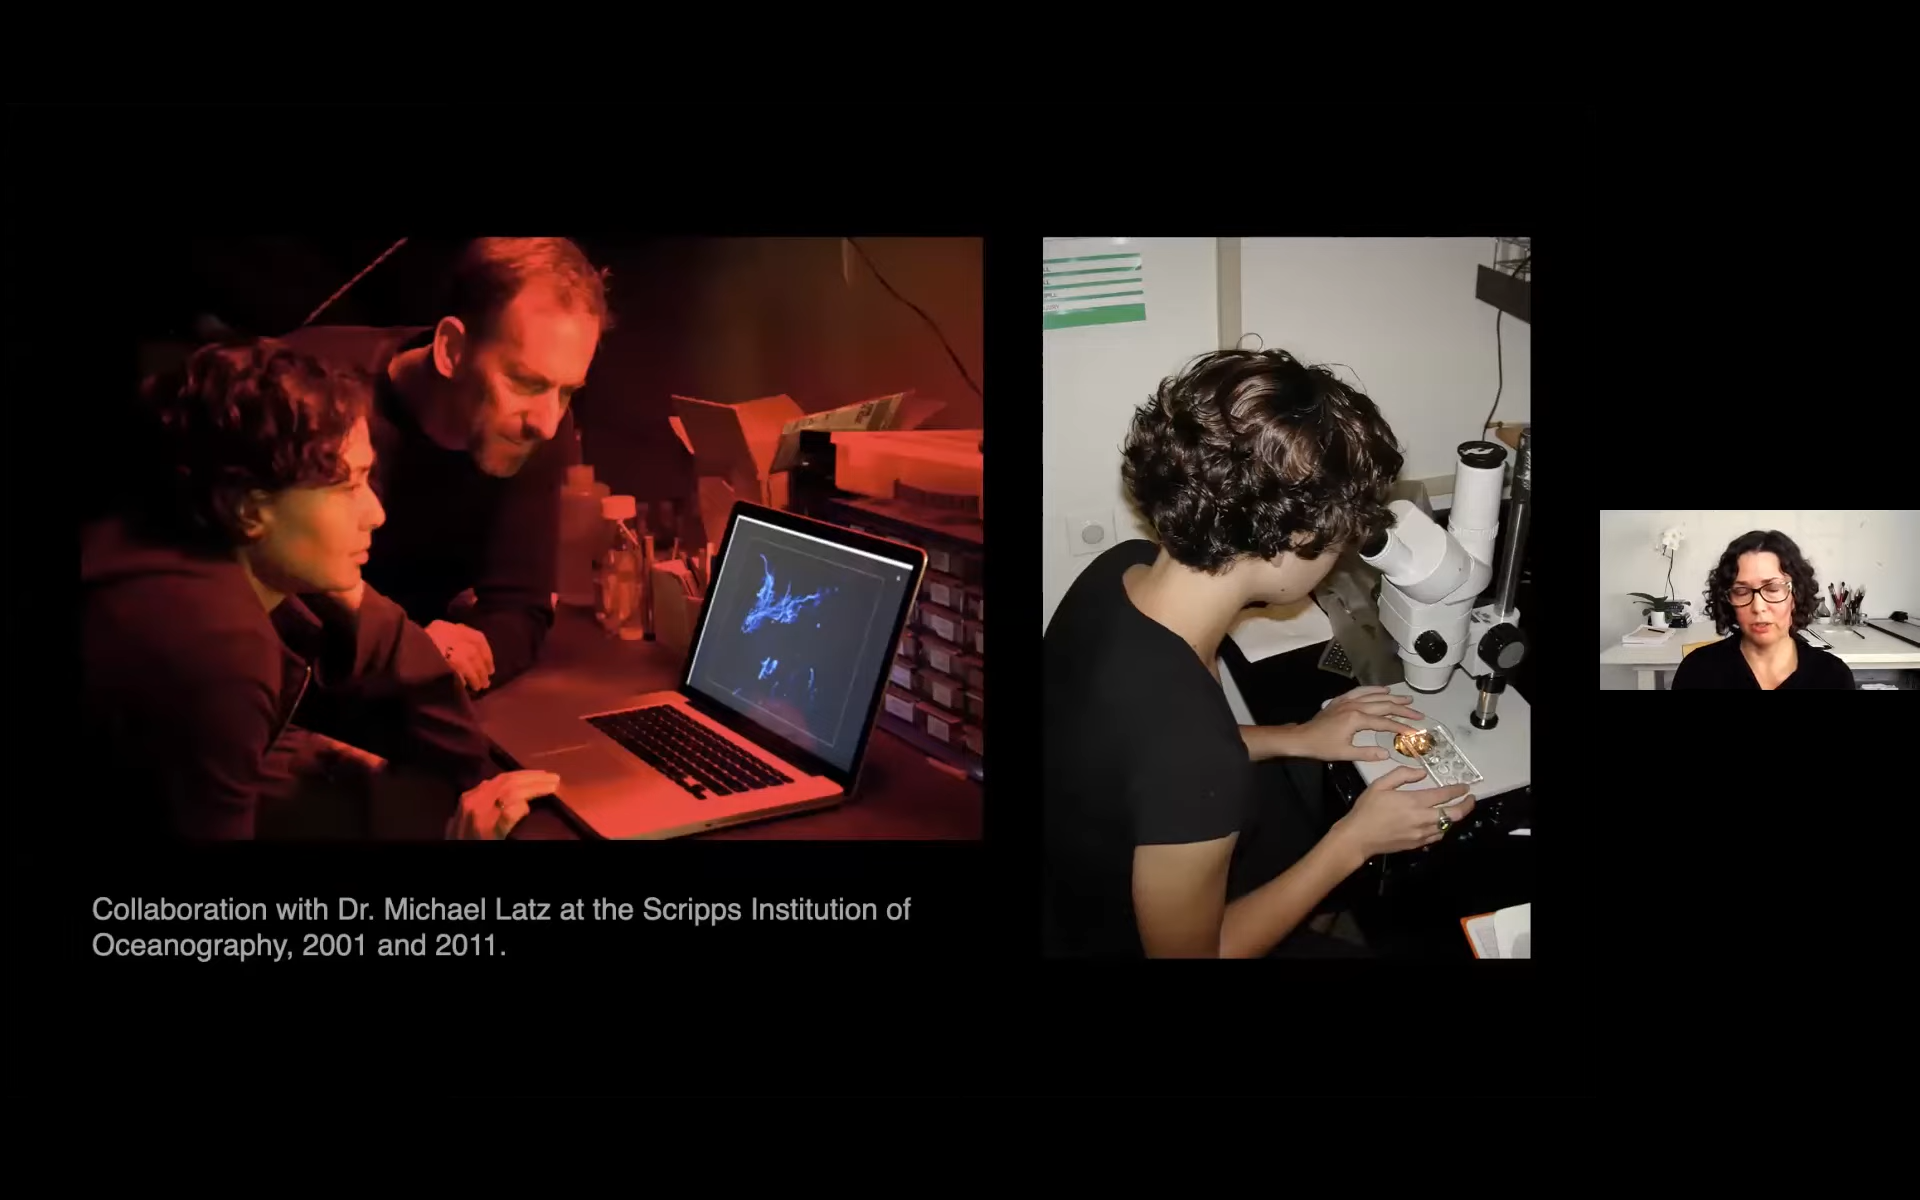 Collaboration with Dr. Michael Latz at the Scripps Institution of
Oceanography, 2001 and 2011.